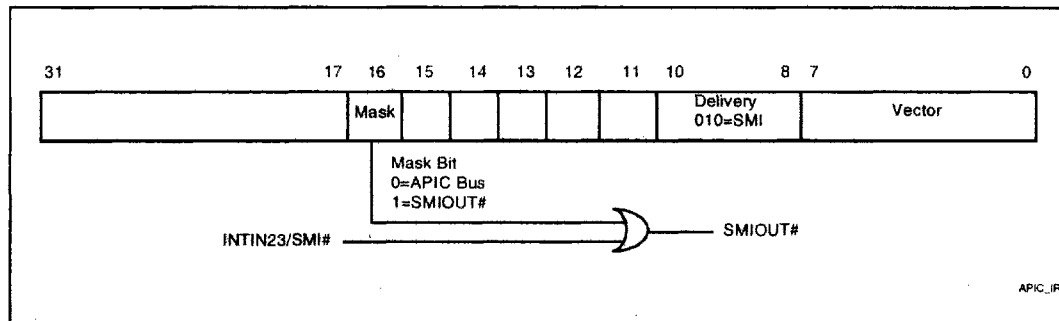 31 17 16 15 14 13 12 11 10 8 7 0
Mask Delivery Vector
010=SMI
Mask Bit
0=APIC Bus
1=SMIOUT#
INTIN23/SMI# SMIOUT#
APIC_IR